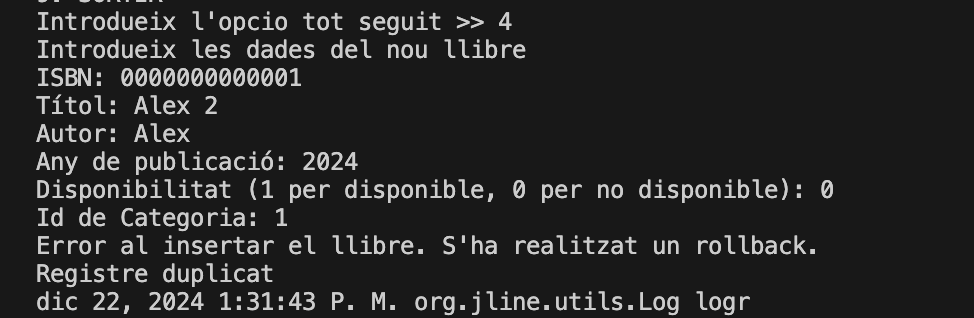 Introdueix l'opcio tot seguit >> 4
Introdueix les dades del nou llibre
ISBN: 0000000000001
Títol: Alex 2
Autor: Alex
Any de publicació: 2024
Disponibilitat (1 per disponible, 0 per no disponible): 0
Id de Categoria: 1
Error al insertar el llibre. S'ha realitzat un rollback.
Registre duplicat
dic 22, 2024 1:31:43 P. M. org.jline.utils.Log logr